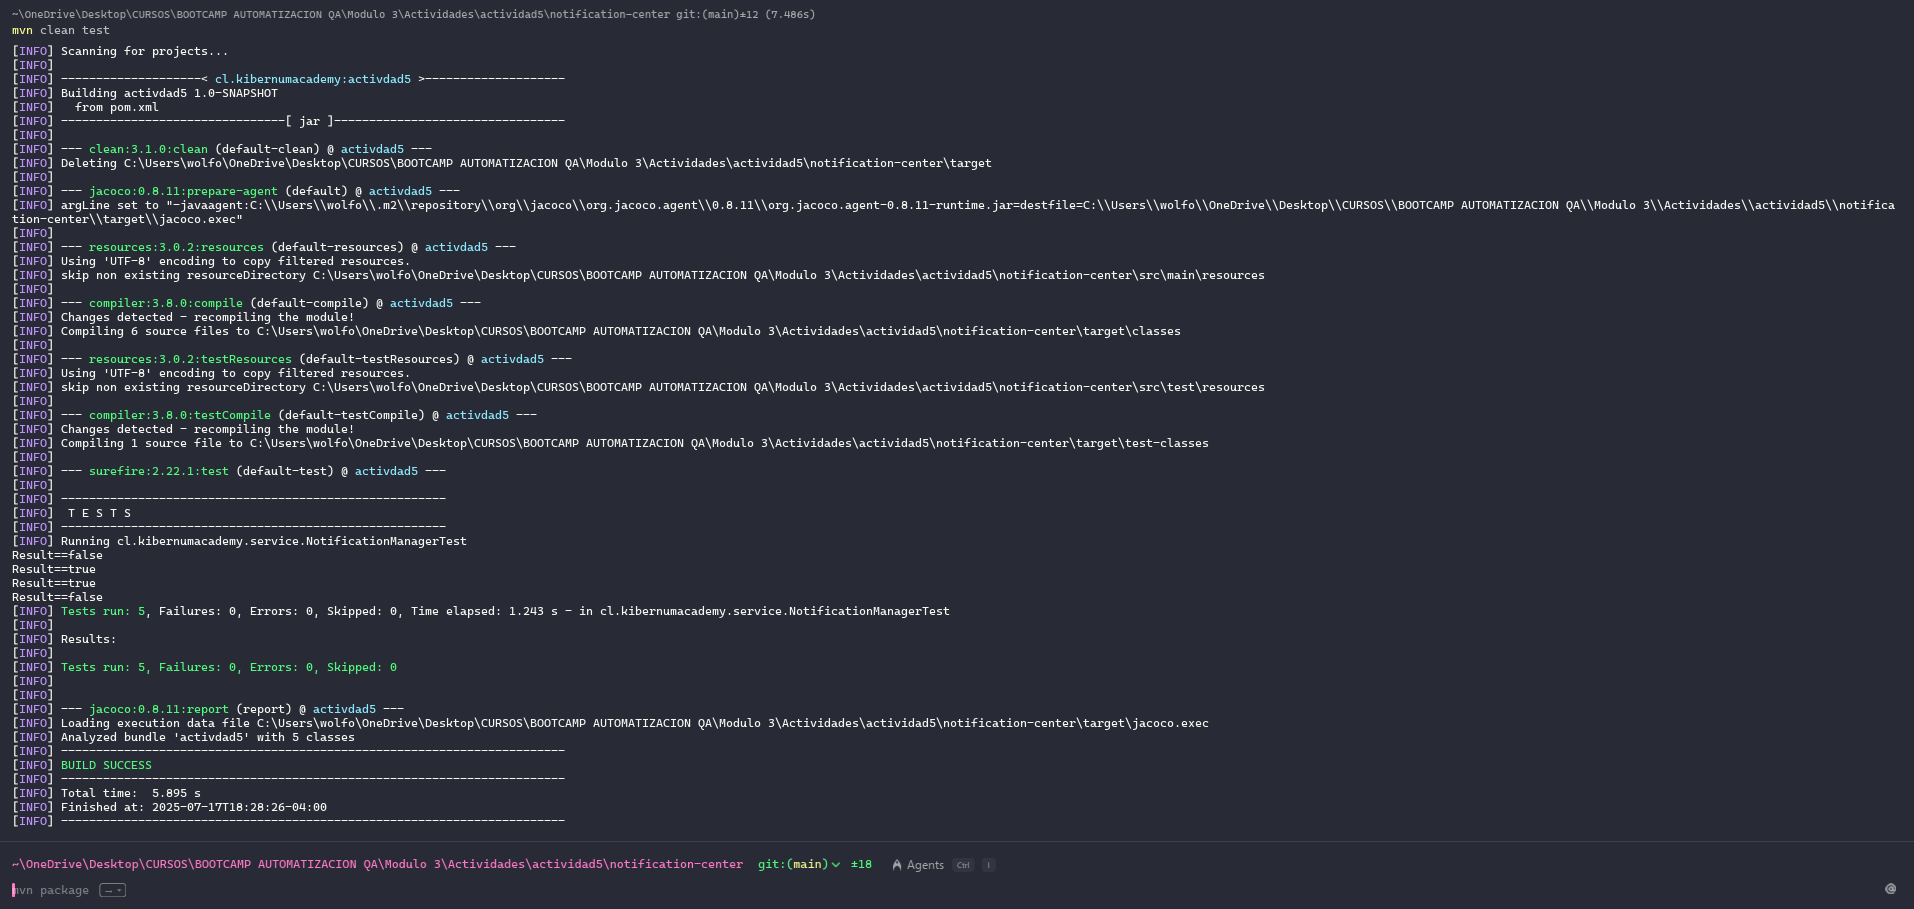 ~\OneDrive\Desktop\CURSOS\BOOTCAMP AUTOMATIZACION QA\Modulo 3\Actividades\actividad5\notification-center git:(main)±12 (7.486s)
mvn clean test
[INFO] Scanning for projects...
[INFO]
[INFO] --------------------< cl.kibernumacademy:activdad5 >--------------------
[INFO] Building activdad5 1.0-SNAPSHOT
[INFO]   from pom.xml
[INFO] --------------------------------[ jar ]---------------------------------
[INFO]
[INFO] --- clean:3.1.0:clean (default-clean) @ activdad5 ---
[INFO] Deleting C:\Users\wolfo\OneDrive\Desktop\CURSOS\BOOTCAMP AUTOMATIZACION QA\Modulo 3\Actividades\actividad5\notification-center\target
[INFO]
[INFO] --- jacoco:0.8.11:prepare-agent (default) @ activdad5 ---
[INFO] argLine set to "-javaagent:C:\\Users\\wolfo\\.m2\\repository\\org\\jacoco\\org.jacoco.agent\\0.8.11\\org.jacoco.agent-0.8.11-runtime.jar=destfile=C:\\Users\\wolfo\\OneDrive\\Desktop\\CURSOS\\BOOTCAMP AUTOMATIZACION QA\\Modulo 3\\Actividades\\actividad5\\notifica
tion-center\\target\\jacoco.exec"
[INFO]
[INFO] --- resources:3.0.2:resources (default-resources) @ activdad5 ---
[INFO] Using 'UTF-8' encoding to copy filtered resources.
[INFO] skip non existing resourceDirectory C:\Users\wolfo\OneDrive\Desktop\CURSOS\BOOTCAMP AUTOMATIZACION QA\Modulo 3\Actividades\actividad5\notification-center\src\main\resources
[INFO]
[INFO] --- compiler:3.8.0:compile (default-compile) @ activdad5 ---
[INFO] Changes detected - recompiling the module!
[INFO] Compiling 6 source files to C:\Users\wolfo\OneDrive\Desktop\CURSOS\BOOTCAMP AUTOMATIZACION QA\Modulo 3\Actividades\actividad5\notification-center\target\classes
[INFO]
[INFO] --- resources:3.0.2:testResources (default-testResources) @ activdad5 ---
[INFO] Using 'UTF-8' encoding to copy filtered resources.
[INFO] skip non existing resourceDirectory C:\Users\wolfo\OneDrive\Desktop\CURSOS\BOOTCAMP AUTOMATIZACION QA\Modulo 3\Actividades\actividad5\notification-center\src\test\resources
[INFO]
[INFO] --- compiler:3.8.0:testCompile (default-testCompile) @ activdad5 ---
[INFO] Changes detected - recompiling the module!
[INFO] Compiling 1 source file to C:\Users\wolfo\OneDrive\Desktop\CURSOS\BOOTCAMP AUTOMATIZACION QA\Modulo 3\Actividades\actividad5\notification-center\target\test-classes
[INFO]
[INFO] --- surefire:2.22.1:test (default-test) @ activdad5 ---
[INFO]
[INFO] -------------------------------------------------------
[INFO]  T E S T S
[INFO] -------------------------------------------------------
[INFO] Running cl.kibernumacademy.service.NotificationManagerTest
Result==false
Result==true
Result==true
Result==false
[INFO] Tests run: 5, Failures: 0, Errors: 0, Skipped: 0, Time elapsed: 1.243 s - in cl.kibernumacademy.service.NotificationManagerTest
[INFO]
[INFO] Results:
[INFO]
[INFO] Tests run: 5, Failures: 0, Errors: 0, Skipped: 0
[INFO]
[INFO]
[INFO] --- jacoco:0.8.11:report (report) @ activdad5 ---
[INFO] Loading execution data file C:\Users\wolfo\OneDrive\Desktop\CURSOS\BOOTCAMP AUTOMATIZACION QA\Modulo 3\Actividades\actividad5\notification-center\target\jacoco.exec
[INFO] Analyzed bundle 'activdad5' with 5 classes
[INFO] ------------------------------------------------------------------------
[INFO] BUILD SUCCESS
[INFO] ------------------------------------------------------------------------
[INFO] Total time:  5.895 s
[INFO] Finished at: 2025-07-17T18:28:26-04:00
[INFO] ------------------------------------------------------------------------
~\OneDrive\Desktop\CURSOS\BOOTCAMP AUTOMATIZACION QA\Modulo 3\Actividades\actividad5\notification-center git:(main) ±18 Agents Ctrl I
mvn package